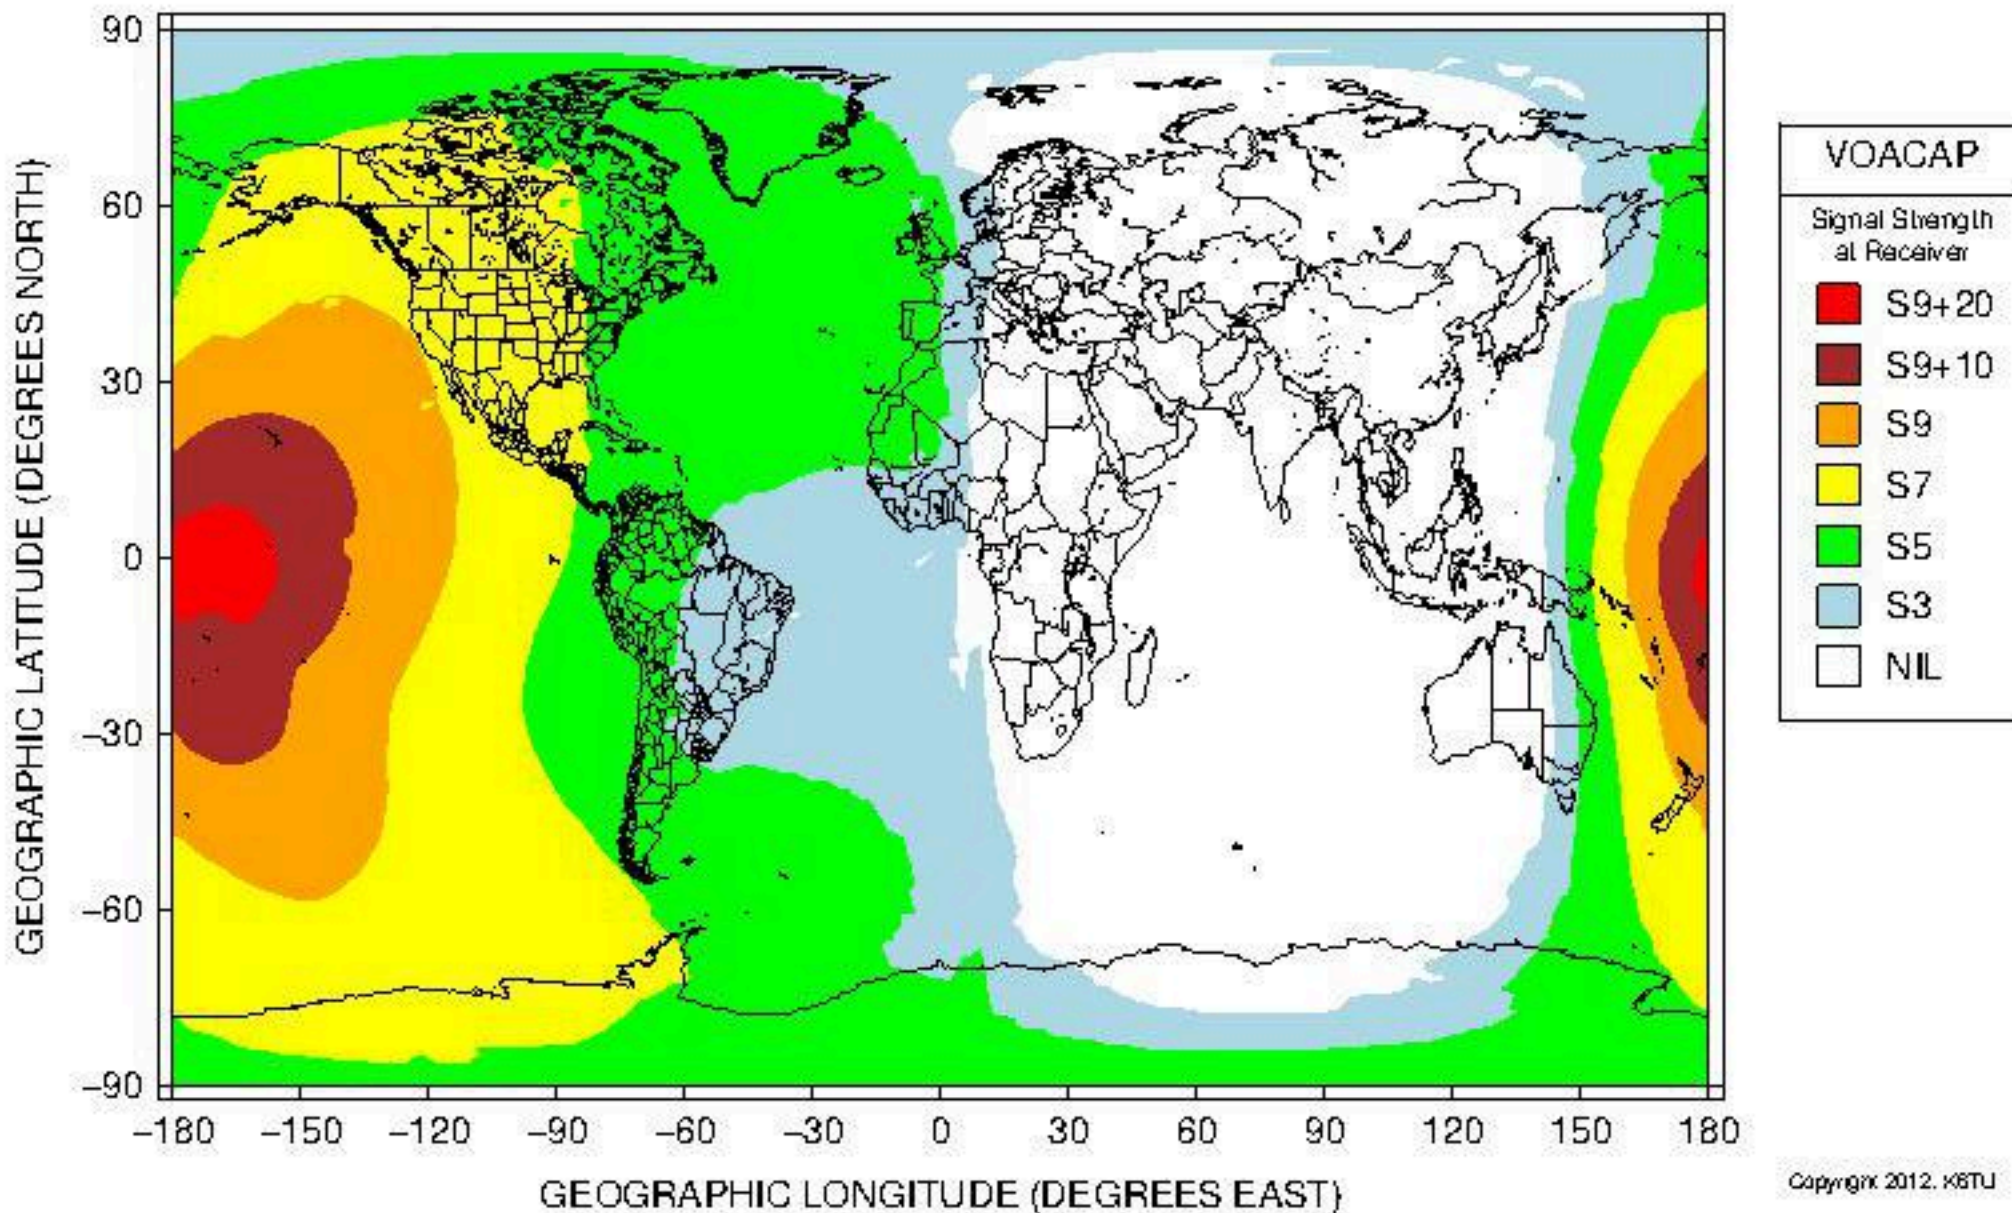 90
60
30
0
−30
−60
−90
GEOGRAPHIC LATITUDE (DEGREES NORTH)
−180 −150 −120 −90 −60 −30 0 30 60 90 120 150 180
GEOGRAPHIC LONGITUDE (DEGREES EAST)
VOACAP
Signal Strength
at Receiver
S9+20
S9+10
S9
S7
S5
S3
NIL
Copyright 2012, K6TU